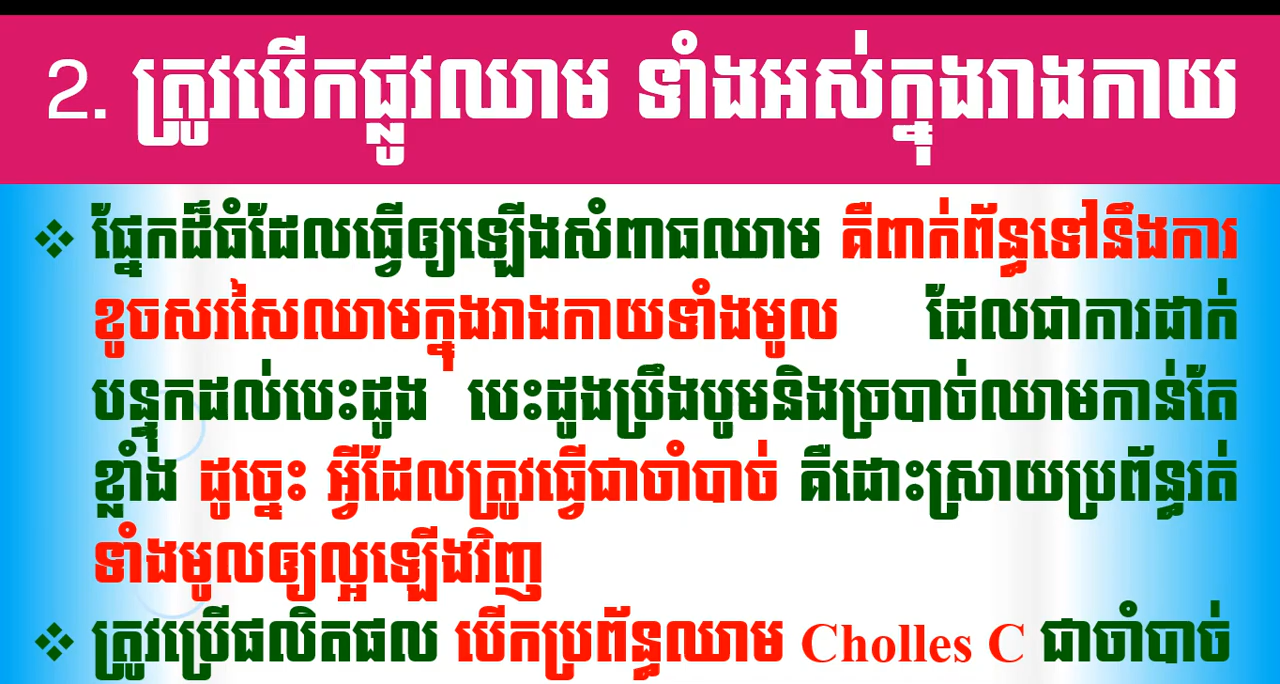 2. ត្រូវបើកផ្លូវឈាម ទាំងអស់ក្នុងរាងកាយ
❖ ផ្នែកដ៏ធំដែលធ្វើឲ្យឡើងសំពាធឈាម គឺពាក់ព័ន្ធទៅនឹងការ
ខូចសរសៃឈាមក្នុងរាងកាយទាំងមូល ដែលជាការដាក់
បន្ទុកដល់បេះដូង បេះដូងប្រឹងបូមនិងច្របាច់ឈាមកាន់តែ
ខ្លាំង ដូច្នេះ អ្វីដែលត្រូវធ្វើជាចាំបាច់ គឺដោះស្រាយប្រព័ន្ធរត់
ទាំងមូលឲ្យល្អឡើងវិញ
❖ ត្រូវប្រើផលិតផល បើកប្រព័ន្ធឈាម Cholles C ជាចាំបាច់